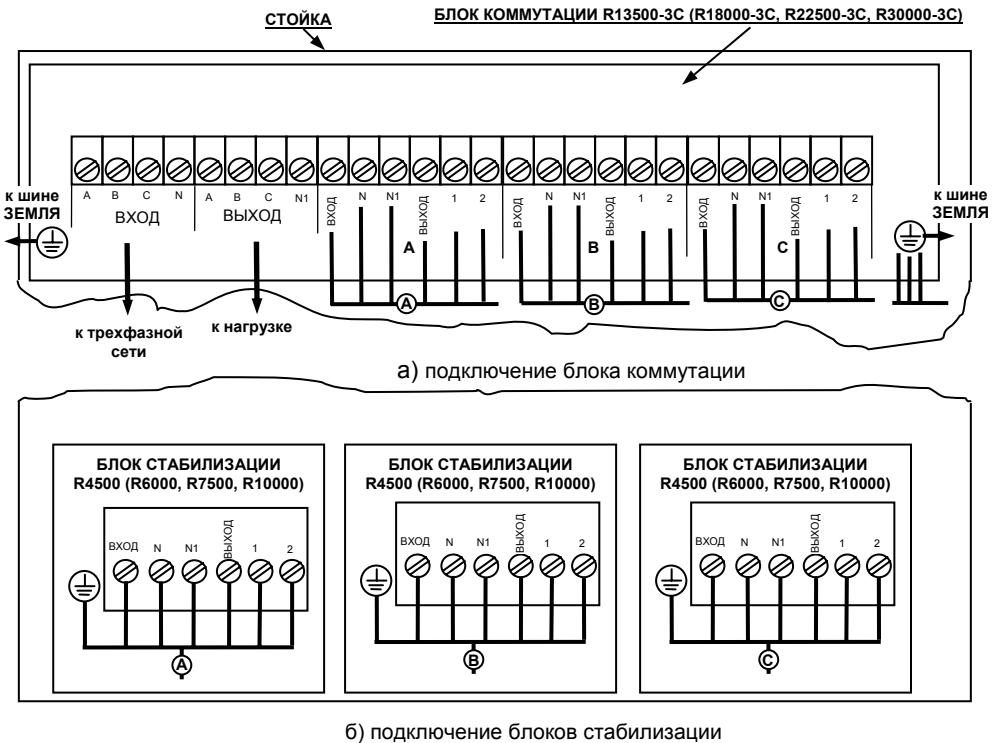 СТОЙКА
БЛОК КОММУТАЦИИ R13500-3C (R18000-3C, R22500-3C, R30000-3C)
A B C N A B C N1 ВХОД N N1 ВЫХОД 1 2 ВХОД N N1 ВЫХОД 1 2 ВХОД N N1 ВЫХОД 1 2
к шине
ЗЕМЛЯ
ВХОД
ВЫХОД
A
B
C
к шине
ЗЕМЛЯ
A
B
C
к трехфазной
сети
к нагрузке
а) подключение блока коммутации
БЛОК СТАБИЛИЗАЦИИ
R4500 (R6000, R7500, R10000)
ВХОД N N1 ВЫХОД 1 2
A
БЛОК СТАБИЛИЗАЦИИ
R4500 (R6000, R7500, R10000)
ВХОД N N1 ВЫХОД 1 2
B
БЛОК СТАБИЛИЗАЦИИ
R4500 (R6000, R7500, R10000)
ВХОД N N1 ВЫХОД 1 2
C
б) подключение блоков стабилизации